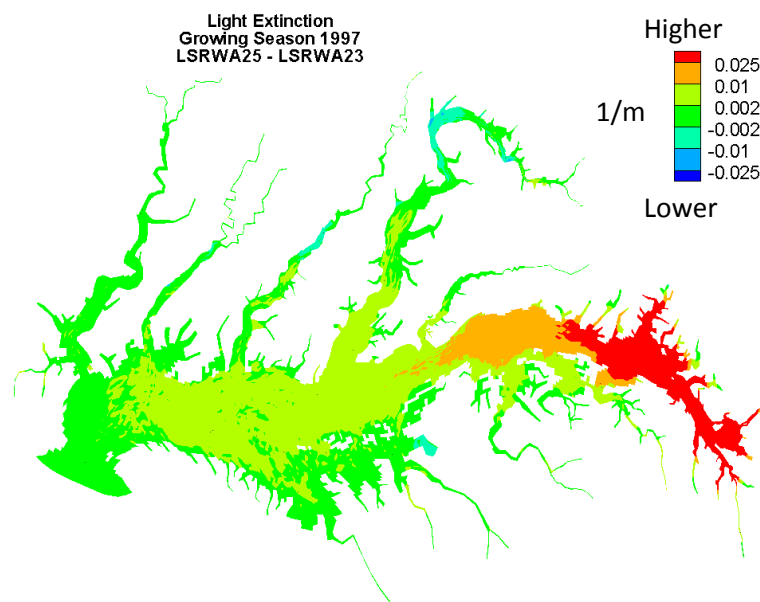 Light Extinction
Growing Season 1997
LSRWA25 - LSRWA23
Higher
1/m
0.025
0.01
0.002
-0.002
-0.01
-0.025
Lower